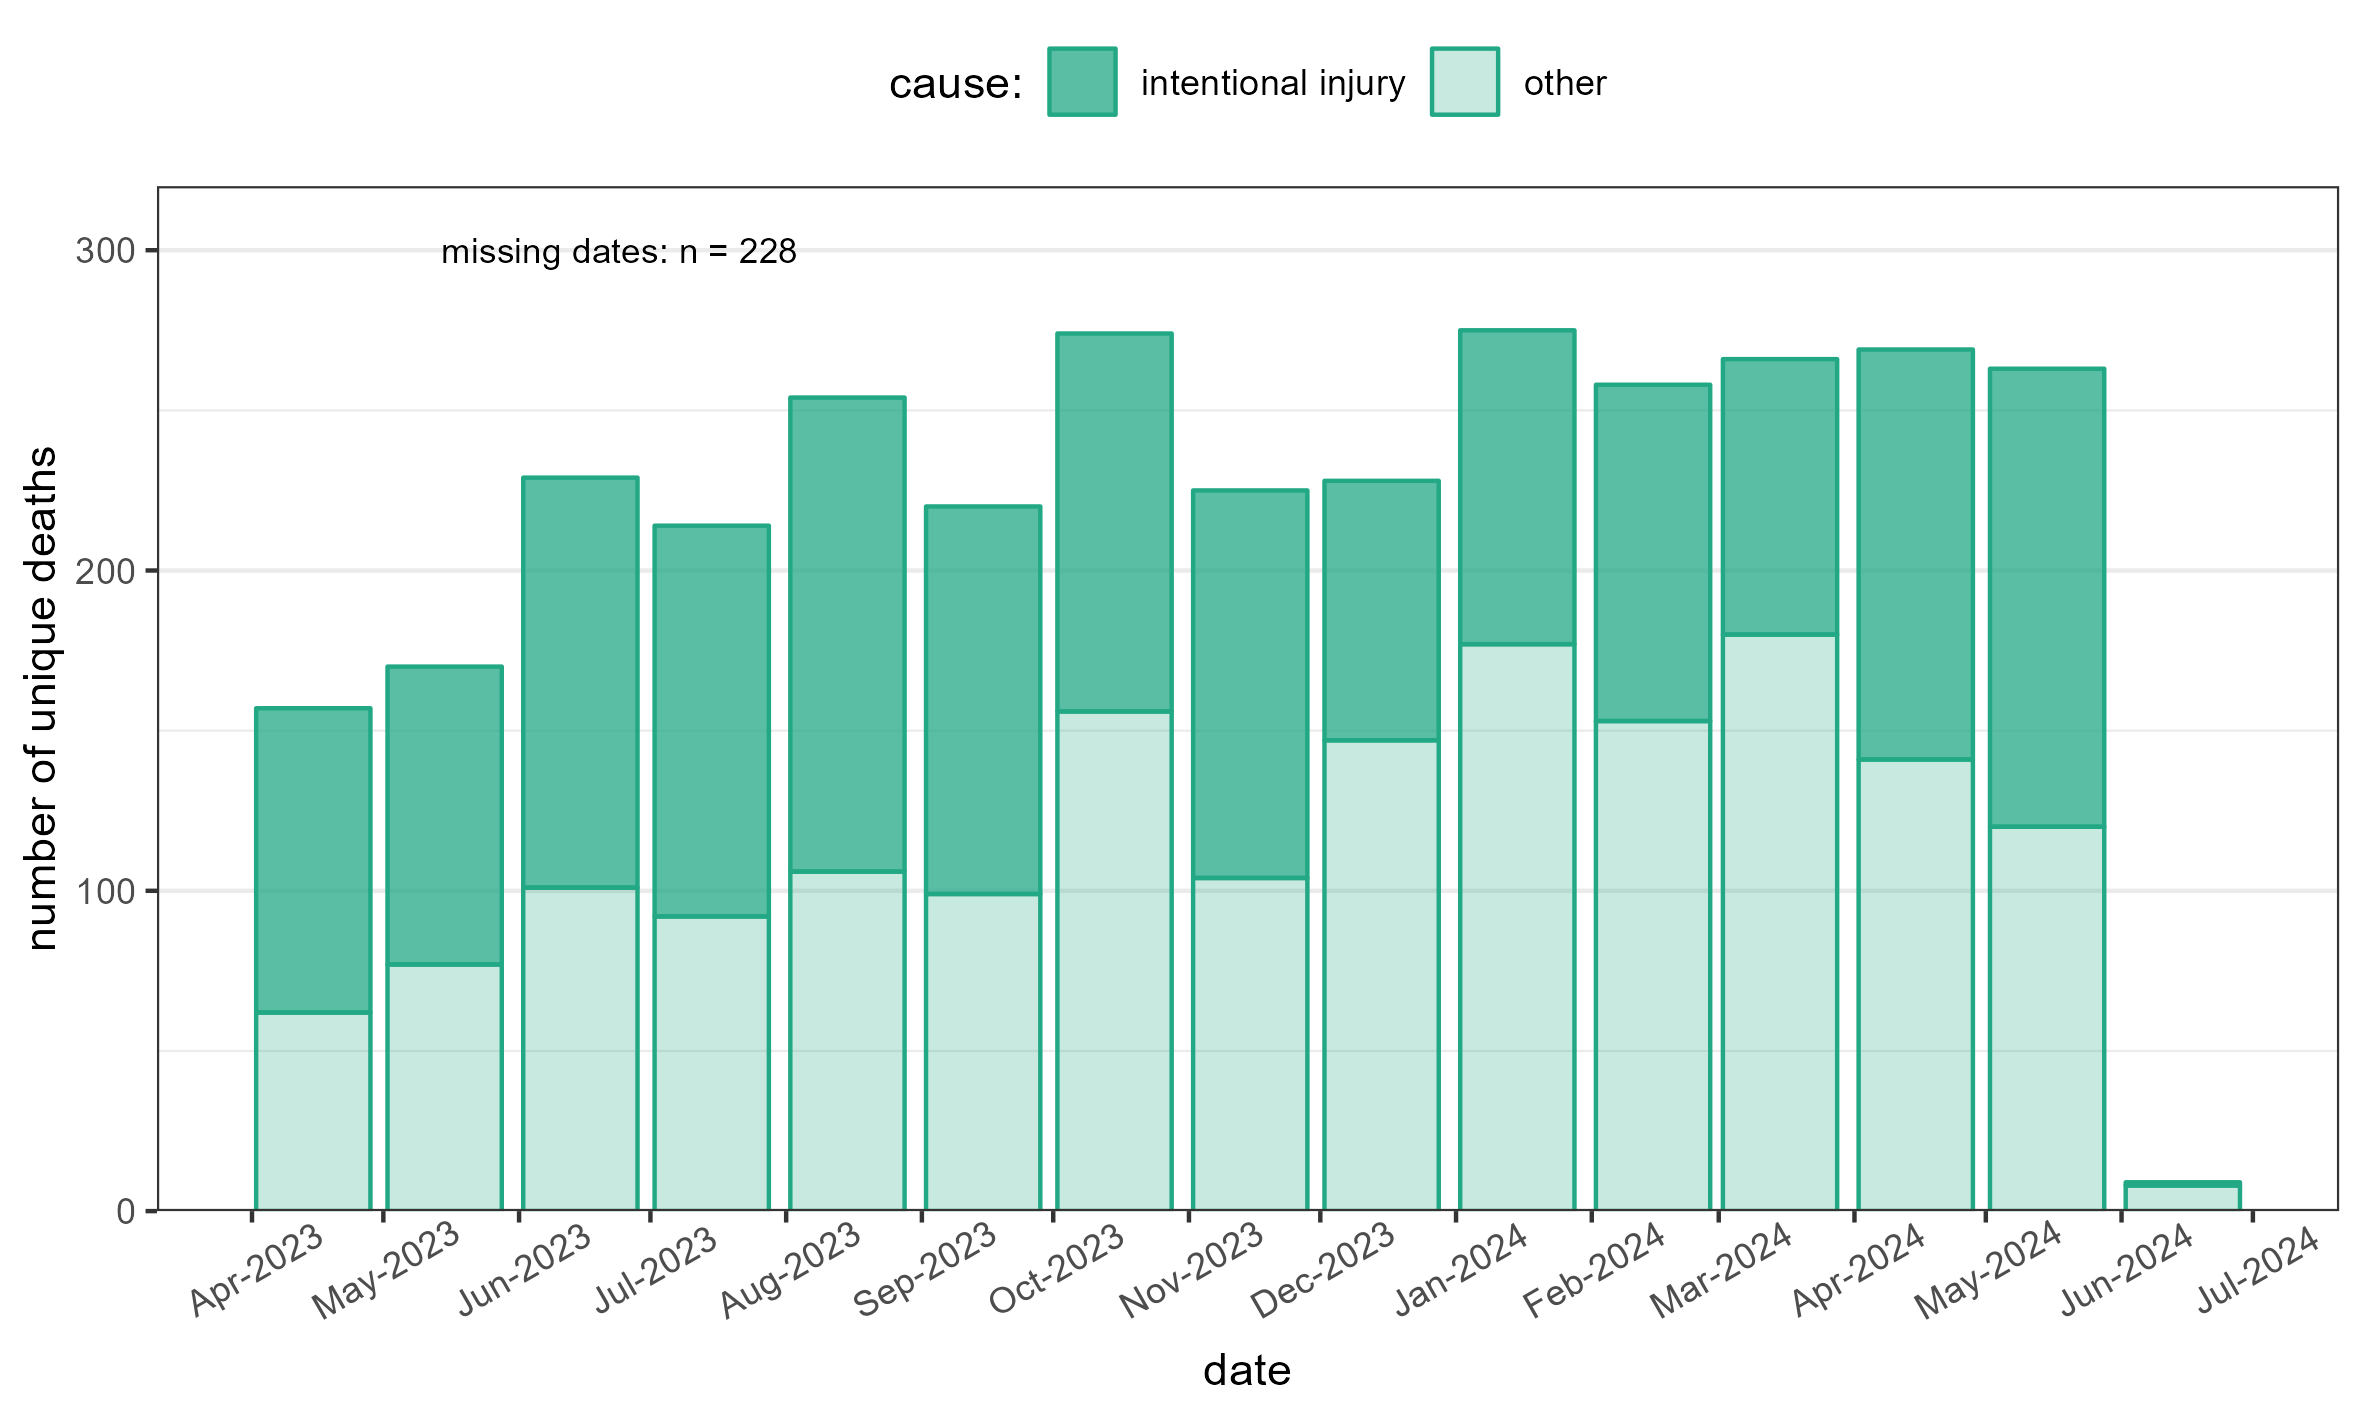 cause: intentional injury other
missing dates: n = 228
number of unique deaths
300
200
100
0
Apr-2023 May-2023 Jun-2023 Jul-2023 Aug-2023 Sep-2023 Oct-2023 Nov-2023 Dec-2023 Jan-2024 Feb-2024 Mar-2024 Apr-2024 May-2024 Jun-2024 Jul-2024
date